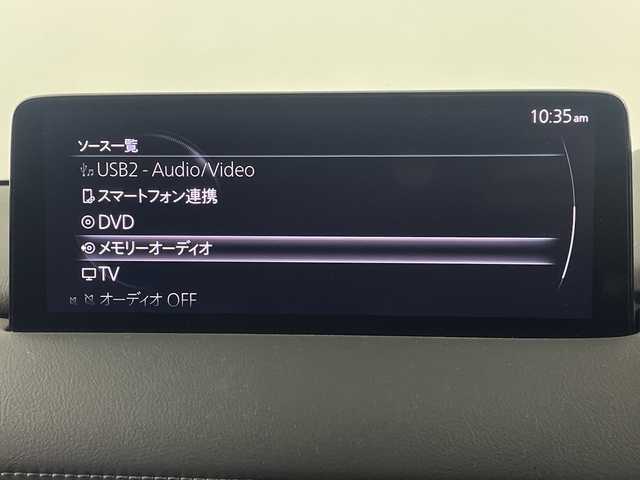 10:35am
ソース一覧
USB2 - Audio/Video
スマートフォン連携
DVD
メモリーオーディオ
TV
オーディオ OFF